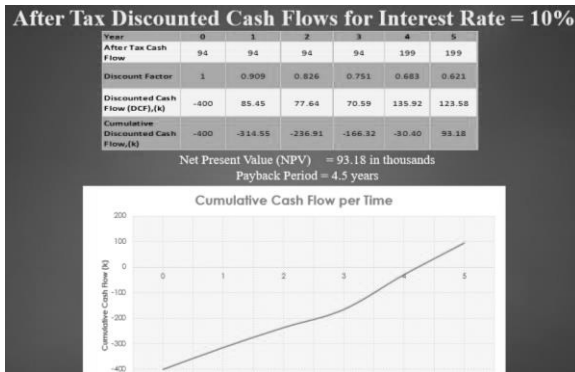 After Tax Discounted Cash Flows for Interest Rate = 10%
Year 0 1 2 3 4 5
After Tax Cash Flow 94 94 94 94 199 199
Discount Factor 1 0.909 0.826 0.751 0.683 0.621
Discounted Cash Flow (DCF),(k) -400 85.45 77.64 70.59 135.92 123.58
Cumulative Discounted Cash Flow,(k) -400 -314.55 -236.91 -166.32 -30.40 93.18
Net Present Value (NPV) = 93.18 in thousands
Payback Period = 4.5 years
Cumulative Cash Flow per Time
Cumulative Cash Flow (k)
200
100
0
-100
-200
-300
-400
0 1 2 3 4 5